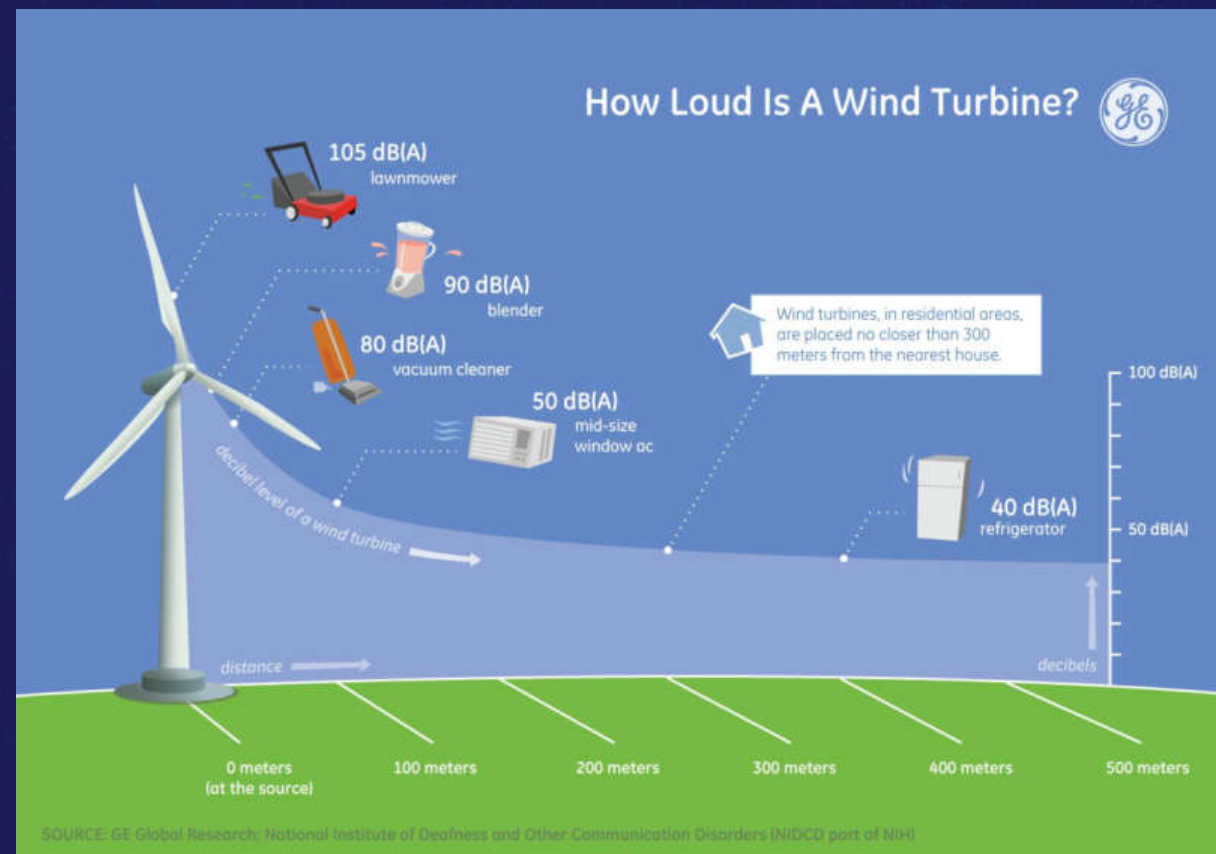 How Loud Is A Wind Turbine?
GE
105 dB(A)
lawnmower
90 dB(A)
blender
80 dB(A)
vacuum cleaner
50 dB(A)
mid-size
window ac
Wind turbines, in residential areas,
are placed no closer than 300
meters from the nearest house.
100 dB(A)
40 dB(A)
refrigerator
50 dB(A)
decibel level of a wind turbine
distance
decibels
0 meters
(at the source)
100 meters
200 meters
300 meters
400 meters
500 meters
SOURCE: GE Global Research; National Institute of Deafness and Other Communication Disorders (NIDCD part of NIH)